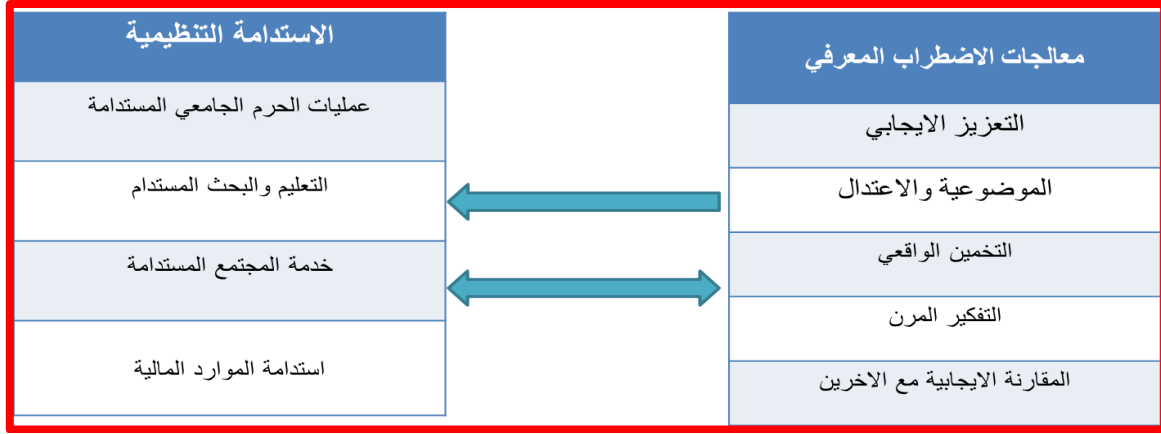 معالجات الاضطراب المعرفي
التعزيز الايجابي
الموضوعية والاعتدال
التخمين الواقعي
التفكير المرن
المقارنة الايجابية مع الاخرين
الاستدامة التنظيمية
عمليات الحرم الجامعي المستدامة
التعليم والبحث المستدام
خدمة المجتمع المستدامة
استدامة الموارد المالية